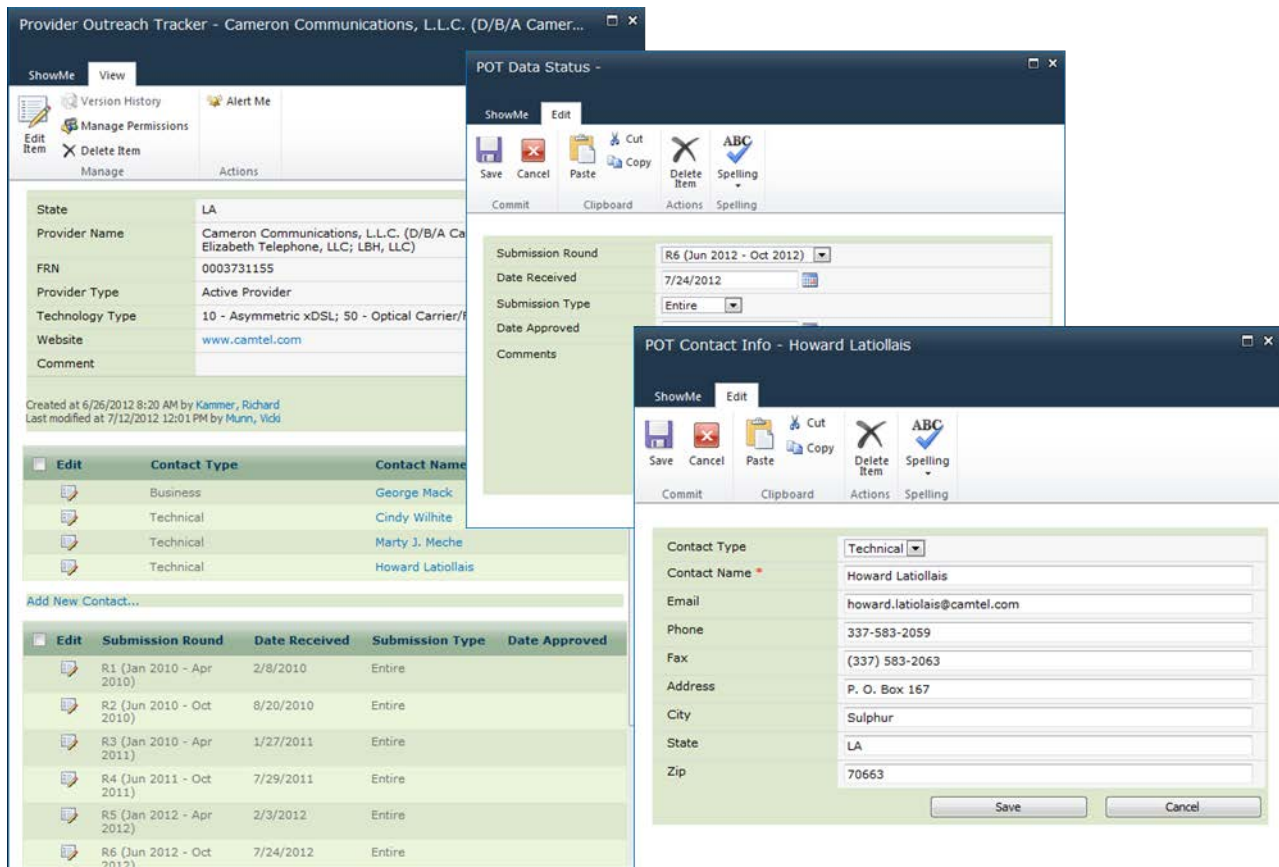 Provider Outreach Tracker - Cameron Communications, L.L.C. (D/B/A Camer...
ShowMe View
Edit Item
Version History
Manage Permissions
Delete Item
Manage
Alert Me
Actions
State LA
Provider Name Cameron Communications, L.L.C. (D/B/A Ca
Elizabeth Telephone, LLC; LBH, LLC)
FRN 0003731155
Provider Type Active Provider
Technology Type 10 - Asymmetric xDSL; 50 - Optical Carrier/F
Website www.camtel.com
Comment
Created at 6/26/2012 8:20 AM by Kammer, Richard
Last modified at 7/12/2012 12:01 PM by Munn, Vicki
Edit Contact Type Contact Name
Business George Mack
Technical Cindy Wilhite
Technical Marty J. Meche
Technical Howard Latiollais
Add New Contact...
Edit Submission Round Date Received Submission Type Date Approved
R1 (Jan 2010 - Apr 2010) 2/8/2010 Entire
R2 (Jun 2010 - Oct 2010) 8/20/2010 Entire
R3 (Jan 2010 - Apr 2011) 1/27/2011 Entire
R4 (Jun 2011 - Oct 2011) 7/29/2011 Entire
R5 (Jan 2012 - Apr 2012) 2/3/2012 Entire
R6 (Jun 2012 - Oct 2012) 7/24/2012 Entire
POT Data Status -
ShowMe Edit
Save Cancel Paste Cut Copy Delete Item ABC Spelling
Commit Clipboard Actions Spelling
Submission Round R6 (Jun 2012 - Oct 2012)
Date Received 7/24/2012
Submission Type Entire
Date Approved
Comments
POT Contact Info - Howard Latiollais
ShowMe Edit
Save Cancel Paste Cut Copy Delete Item ABC Spelling
Commit Clipboard Actions Spelling
Contact Type Technical
Contact Name * Howard Latiollais
Email howard.latiolais@camtel.com
Phone 337-583-2059
Fax (337) 583-2063
Address P. O. Box 167
City Sulphur
State LA
Zip 70663
Save Cancel